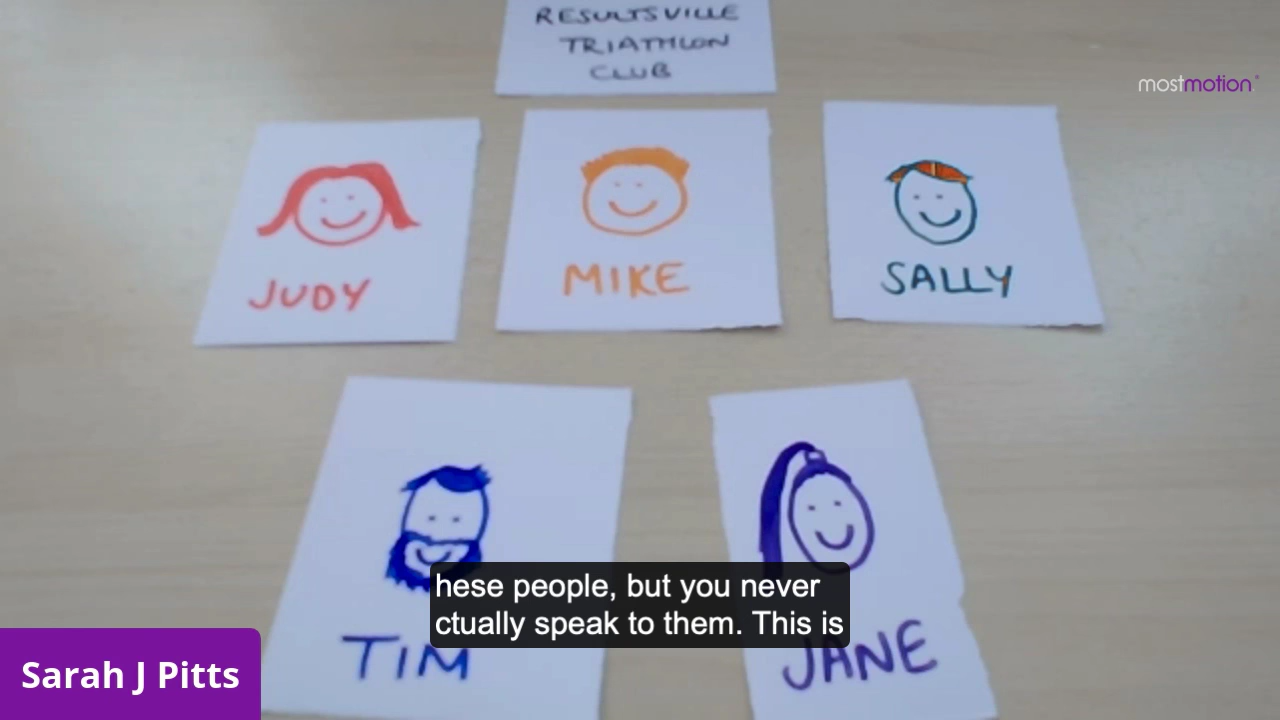 RESULTSVILLE
TRIATHLON
CLUB
mostmotion
JUDY
MIKE
SALLY
hese people, but you never
ctually speak to them. This is
TIM
JANE
Sarah J Pitts